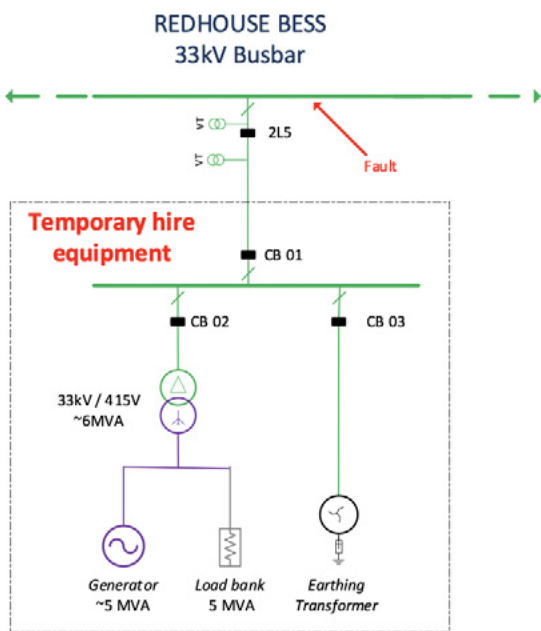 REDHOUSE BESS
33kV Busbar
VT
2L5
VT
Fault
Temporary hire
equipment
CB 01
CB 02
CB 03
33kV / 415V
~6MVA
Generator
~5 MVA
Load bank
5 MVA
Earthing
Transformer